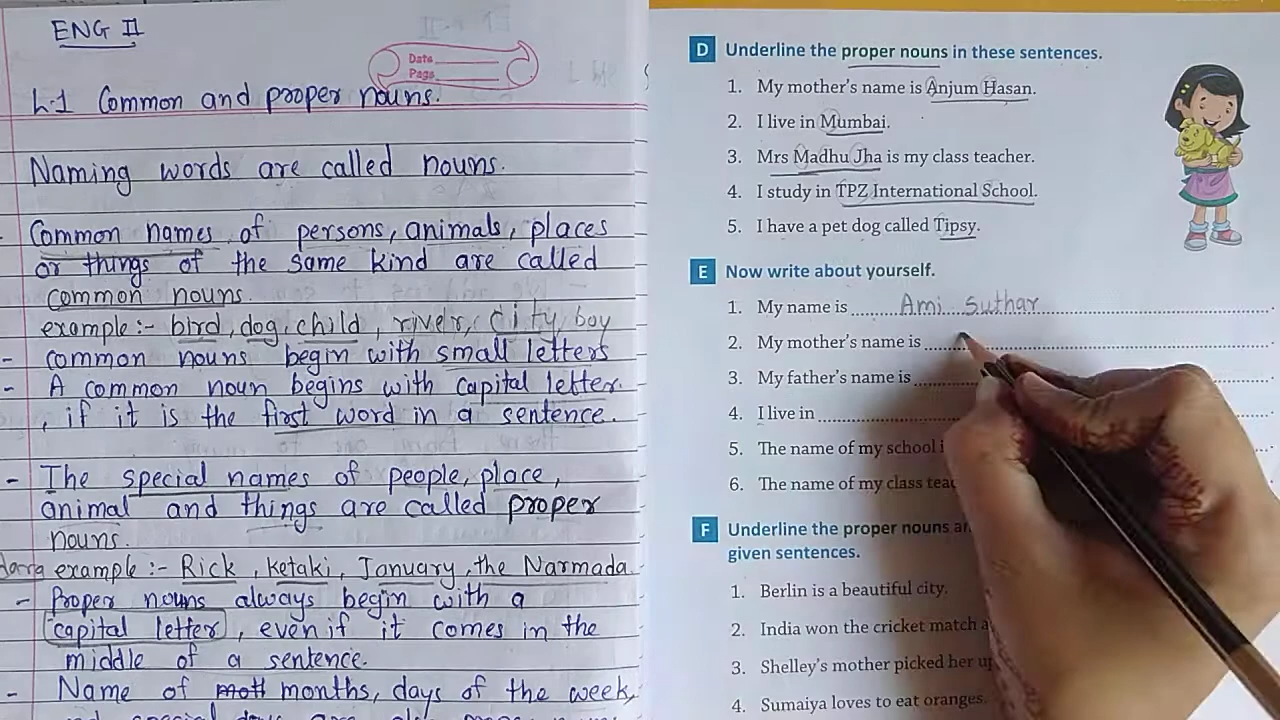 ENG II
Date
Page
L.1 Common and proper nouns.
Naming words are called nouns.
- Common names of persons, animals, places
or things of the same kind are called
common nouns.
example:- bird, dog, child, river, city, boy
- common nouns begin with small letters
- A common noun begins with capital letter
, if it is the first word in a sentence.
- The special names of people, place,
animal and things are called proper
nouns.
example:- Rick, ketaki, January, the Narmada
- Proper nouns always begin with a
capital letter, even if it comes in the
middle of a sentence.
- Name of months, days of the week,
D Underline the proper nouns in these sentences.
1. My mother's name is Anjum Hasan.
2. I live in Mumbai.
3. Mrs Madhu Jha is my class teacher.
4. I study in TPZ International School.
5. I have a pet dog called Tipsy.
E Now write about yourself.
1. My name is Ami Suthar
2. My mother's name is
3. My father's name is
4. I live in
5. The name of my school
6. The name of my class
F Underline the proper nouns
given sentences.
1. Berlin is a beautiful city.
2. India won the cricket match
3. Shelley's mother picked her
4. Sumaiya loves to eat oranges.